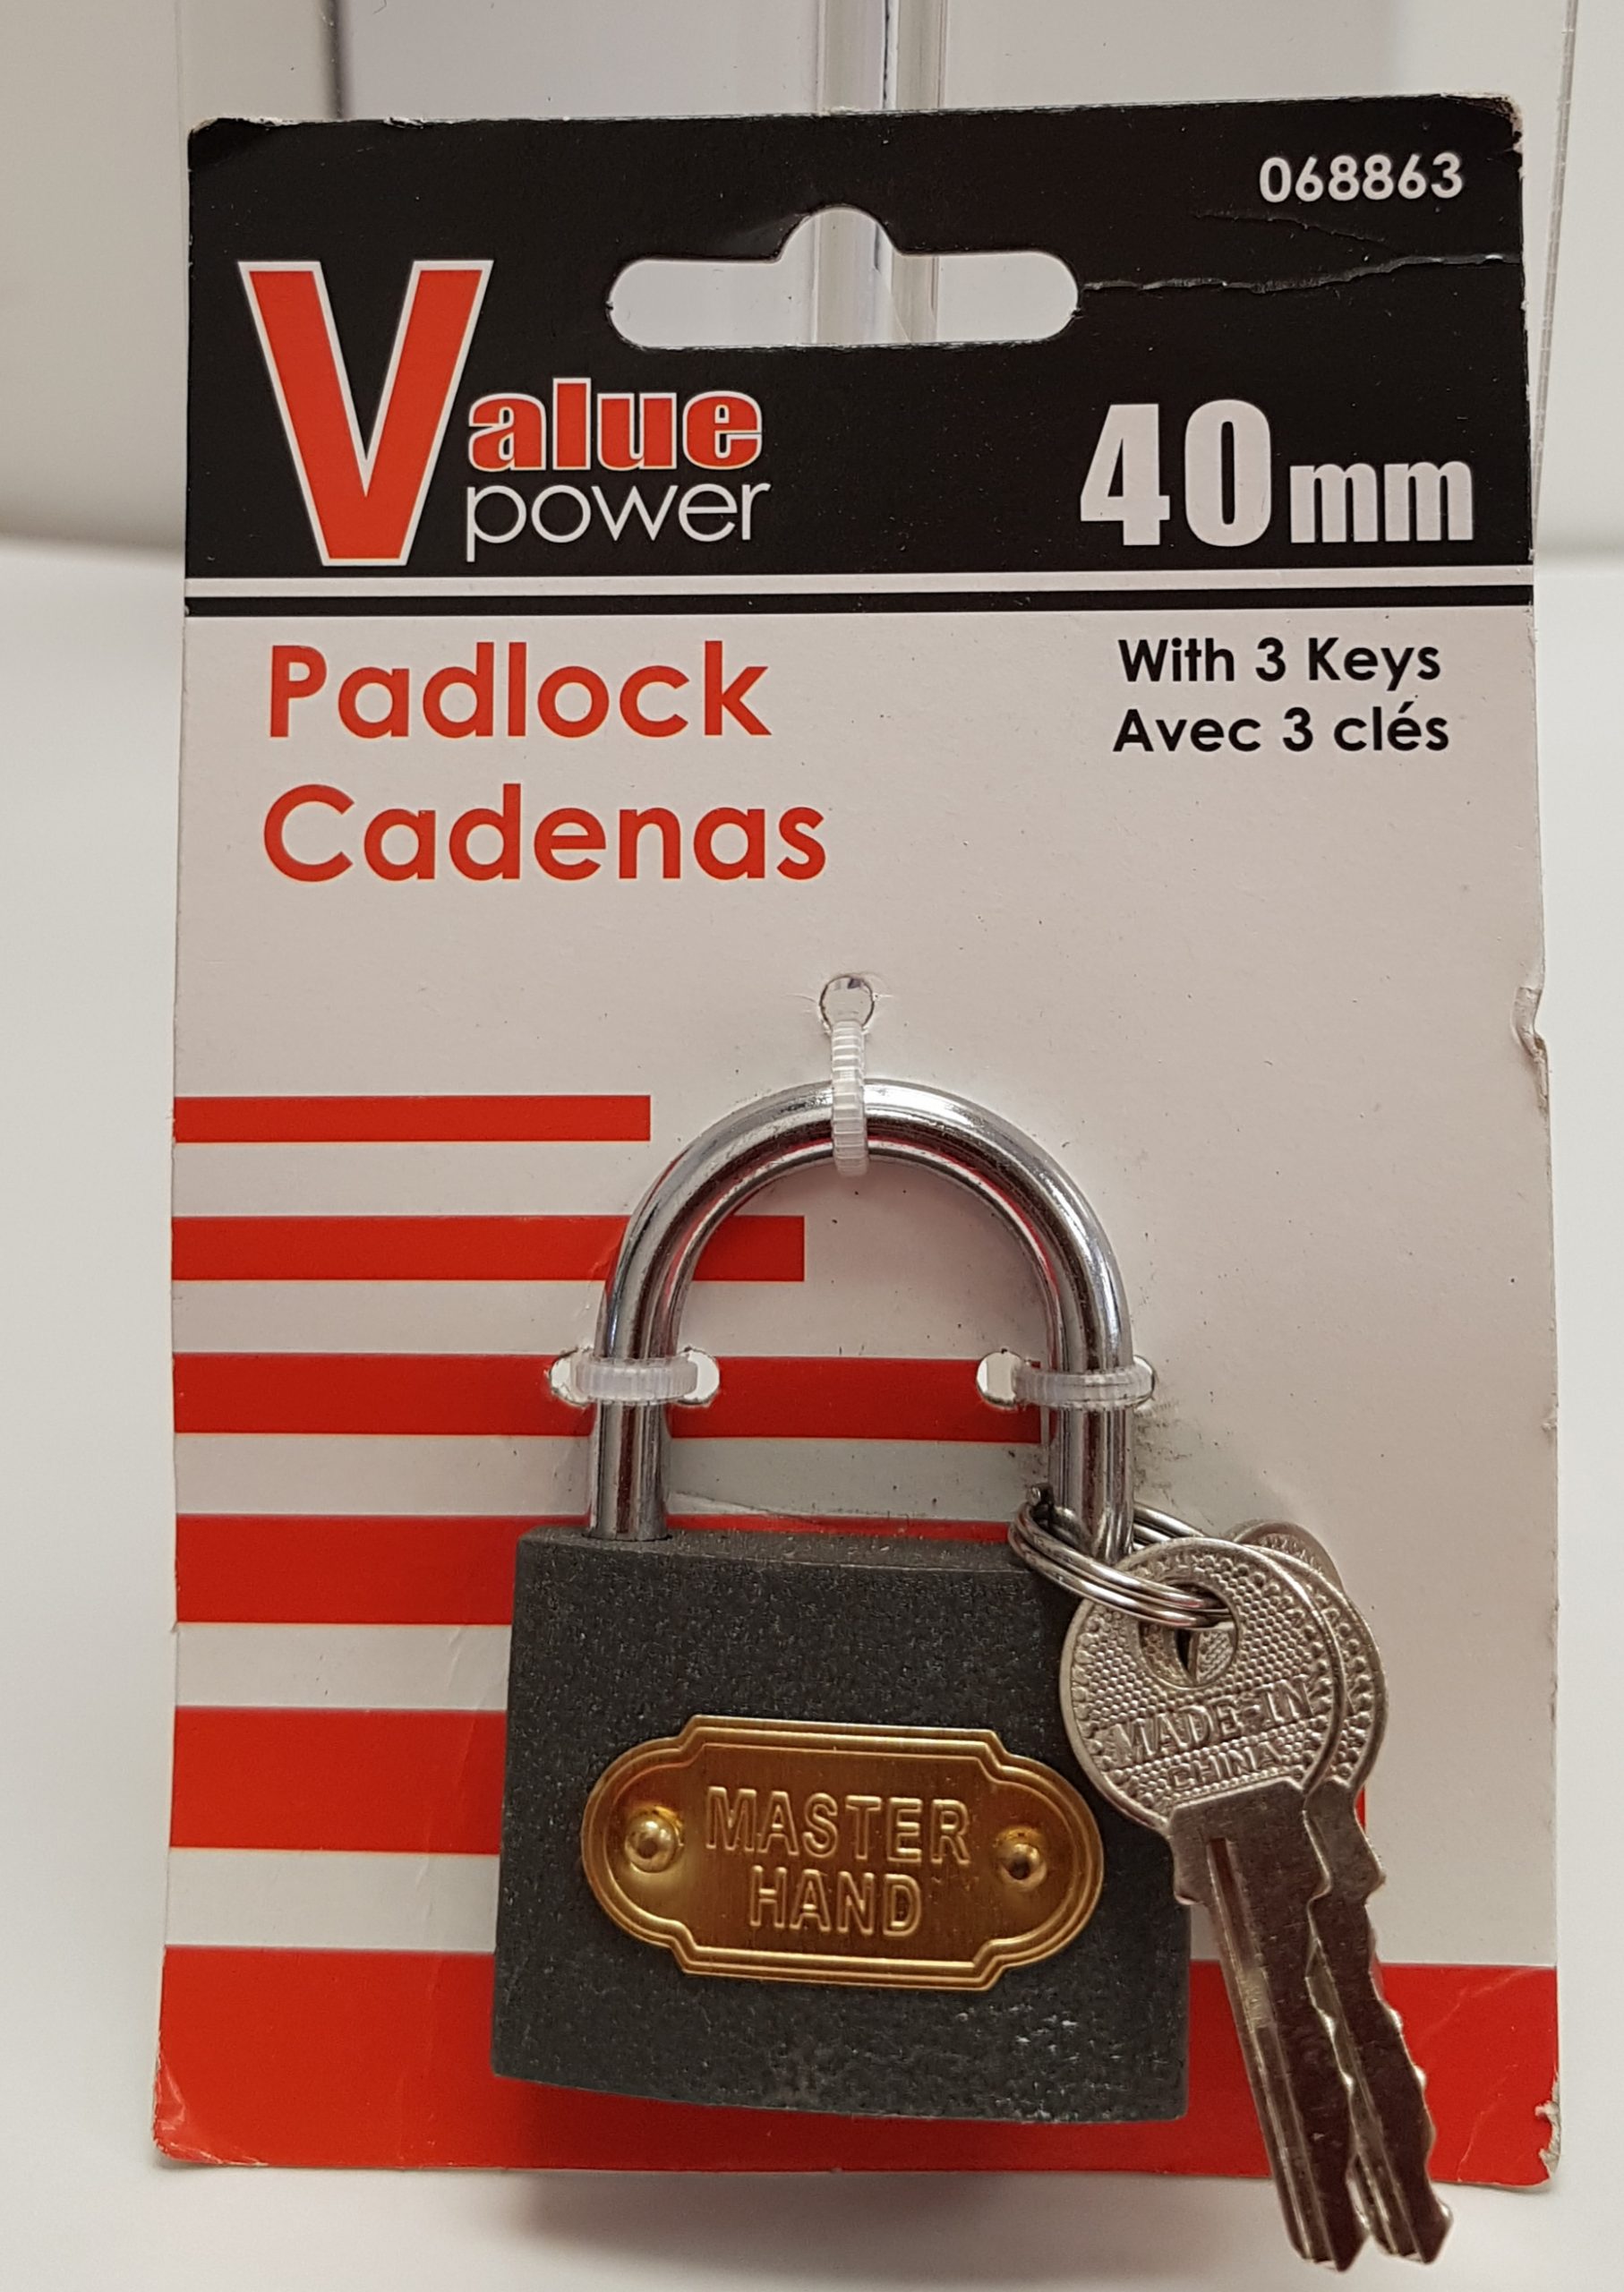 068863
Value
power
40mm
Padlock
Cadenas
With 3 Keys
Avec 3 clés
MADE-IN
CHINA
MASTER
HAND